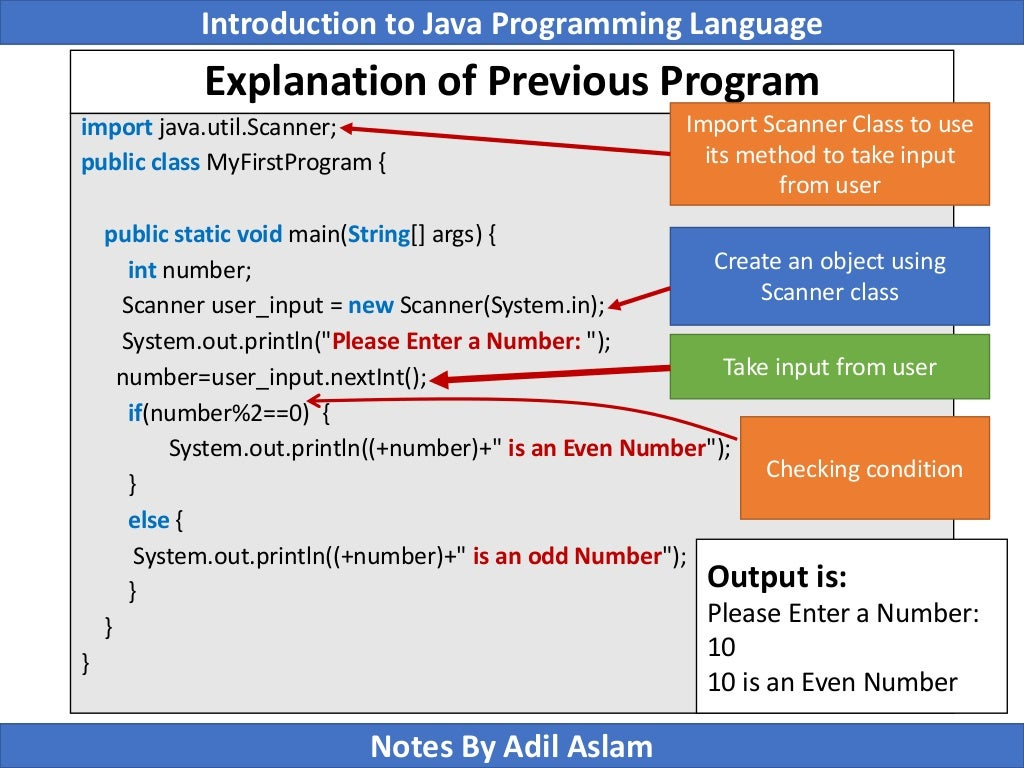 Introduction to Java Programming Language
Explanation of Previous Program
import java.util.Scanner;
public class MyFirstProgram {
public static void main(String[] args) {
int number;
Scanner user_input = new Scanner(System.in);
System.out.println("Please Enter a Number: ");
number=user_input.nextInt();
if(number%2==0) {
System.out.println((+number)+" is an Even Number");
}
else {
System.out.println((+number)+" is an odd Number");
}
}
}
Import Scanner Class to use
its method to take input
from user
Create an object using
Scanner class
Take input from user
Checking condition
Output is:
Please Enter a Number:
10
10 is an Even Number
Notes By Adil Aslam